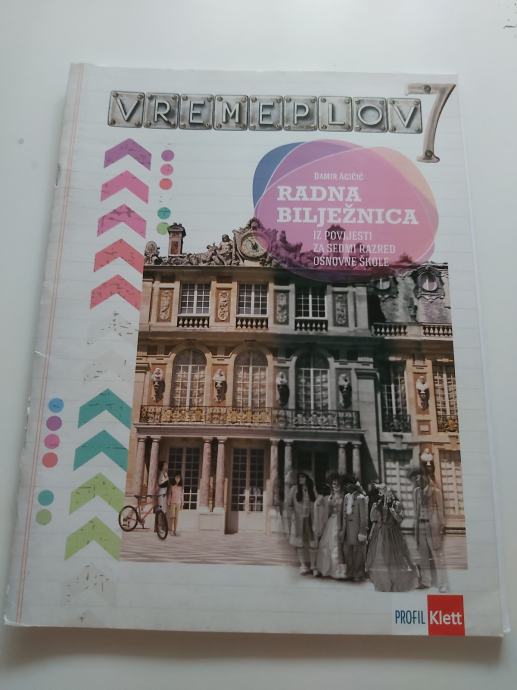 VREMEPLOV 7
DAMIR AGIČIĆ
RADNA
BILJEŽNICA
IZ POVIJESTI
ZA SEDMI RAZRED
OSNOVNE ŠKOLE
PROFIL Klett